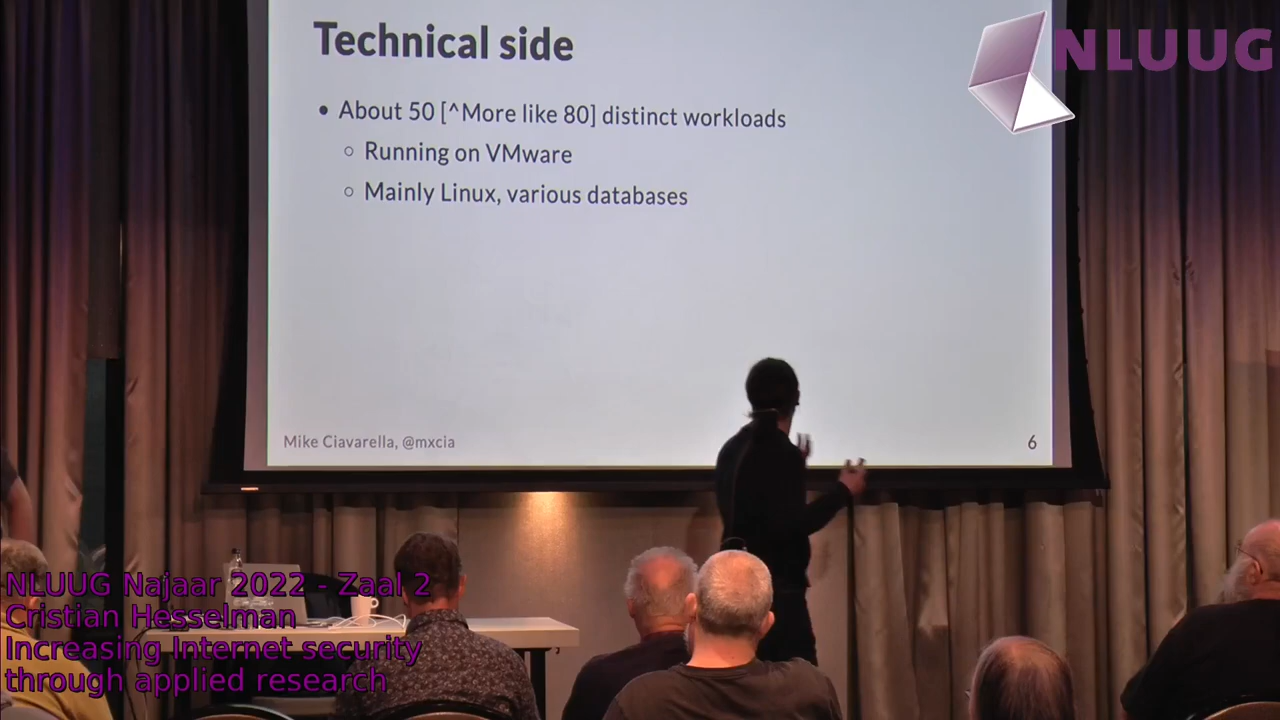 Technical side
• About 50 [^More like 80] distinct workloads
○ Running on VMware
○ Mainly Linux, various databases
Mike Ciavarella, @mxcia
6
NLUUG
NLUUG Najaar 2022 - Zaal 2
Cristian Hesselman
Increasing Internet security
through applied research